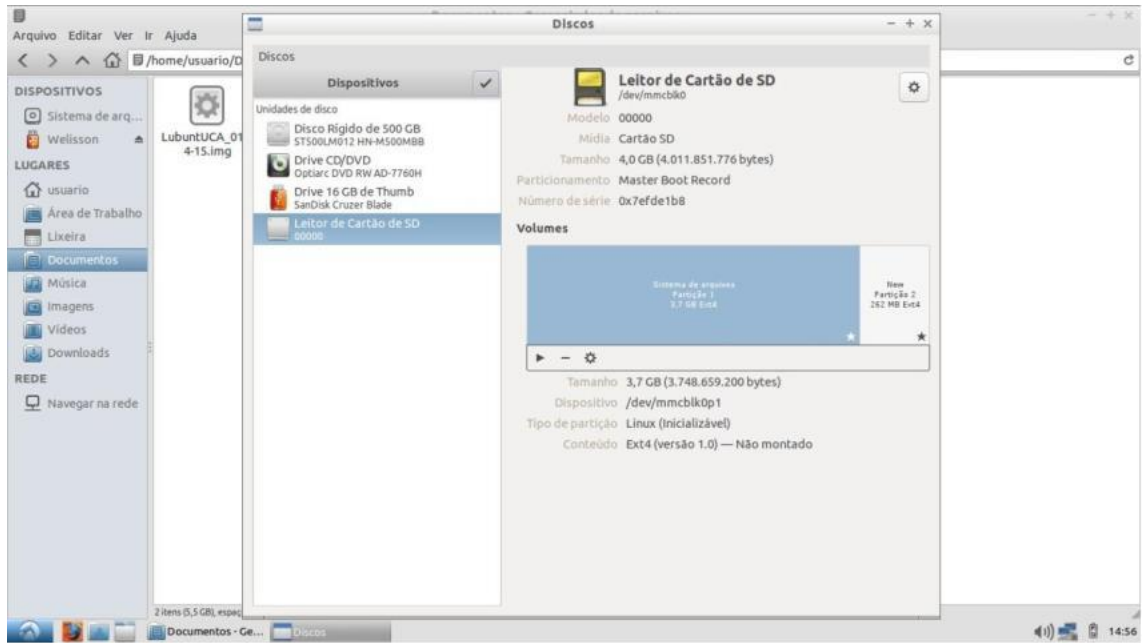 Arquivo Editar Ver Ir Ajuda
/home/usuario/D
DISPOSITIVOS
Sistema de arq...
Welisson
LUGARES
usuario
Área de Trabalho
Lixeira
Documentos
Música
Imagens
Vídeos
Downloads
REDE
Navegar na rede
LubuntUCA_01
4-15.img
2 itens (5,5 GB), espaç
Discos
Discos
Dispositivos
Unidades de disco
Disco Rígido de 500 GB
ST500LM012 HN-M500MBB
Drive CD/DVD
Optiarc DVD RW AD-7760H
Drive 16 GB de Thumb
SanDisk Cruzer Blade
Leitor de Cartão de SD
00000
Leitor de Cartão de SD
/dev/mmcblk0
Modelo 00000
Mídia Cartão SD
Tamanho 4,0 GB (4.011.851.776 bytes)
Particionamento Master Boot Record
Número de série 0x7efde1b8
Volumes
Sistema de arquivos
Partição 1
3,7 GB Ext4
New
Partição 2
262 MB Ext4
Tamanho 3,7 GB (3.748.659.200 bytes)
Dispositivo /dev/mmcblk0p1
Tipo de partição Linux (Inicializável)
Conteúdo Ext4 (versão 1.0) — Não montado
Documentos - Ge...
Discos
14:56